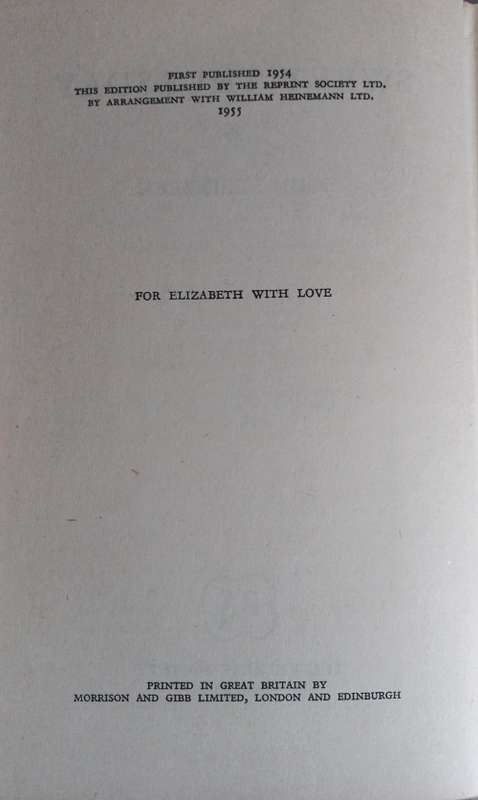 FIRST PUBLISHED 1954
THIS EDITION PUBLISHED BY THE REPRINT SOCIETY LTD.
BY ARRANGEMENT WITH WILLIAM HEINEMANN LTD.
1955
FOR ELIZABETH WITH LOVE
PRINTED IN GREAT BRITAIN BY
MORRISON AND GIBB LIMITED, LONDON AND EDINBURGH